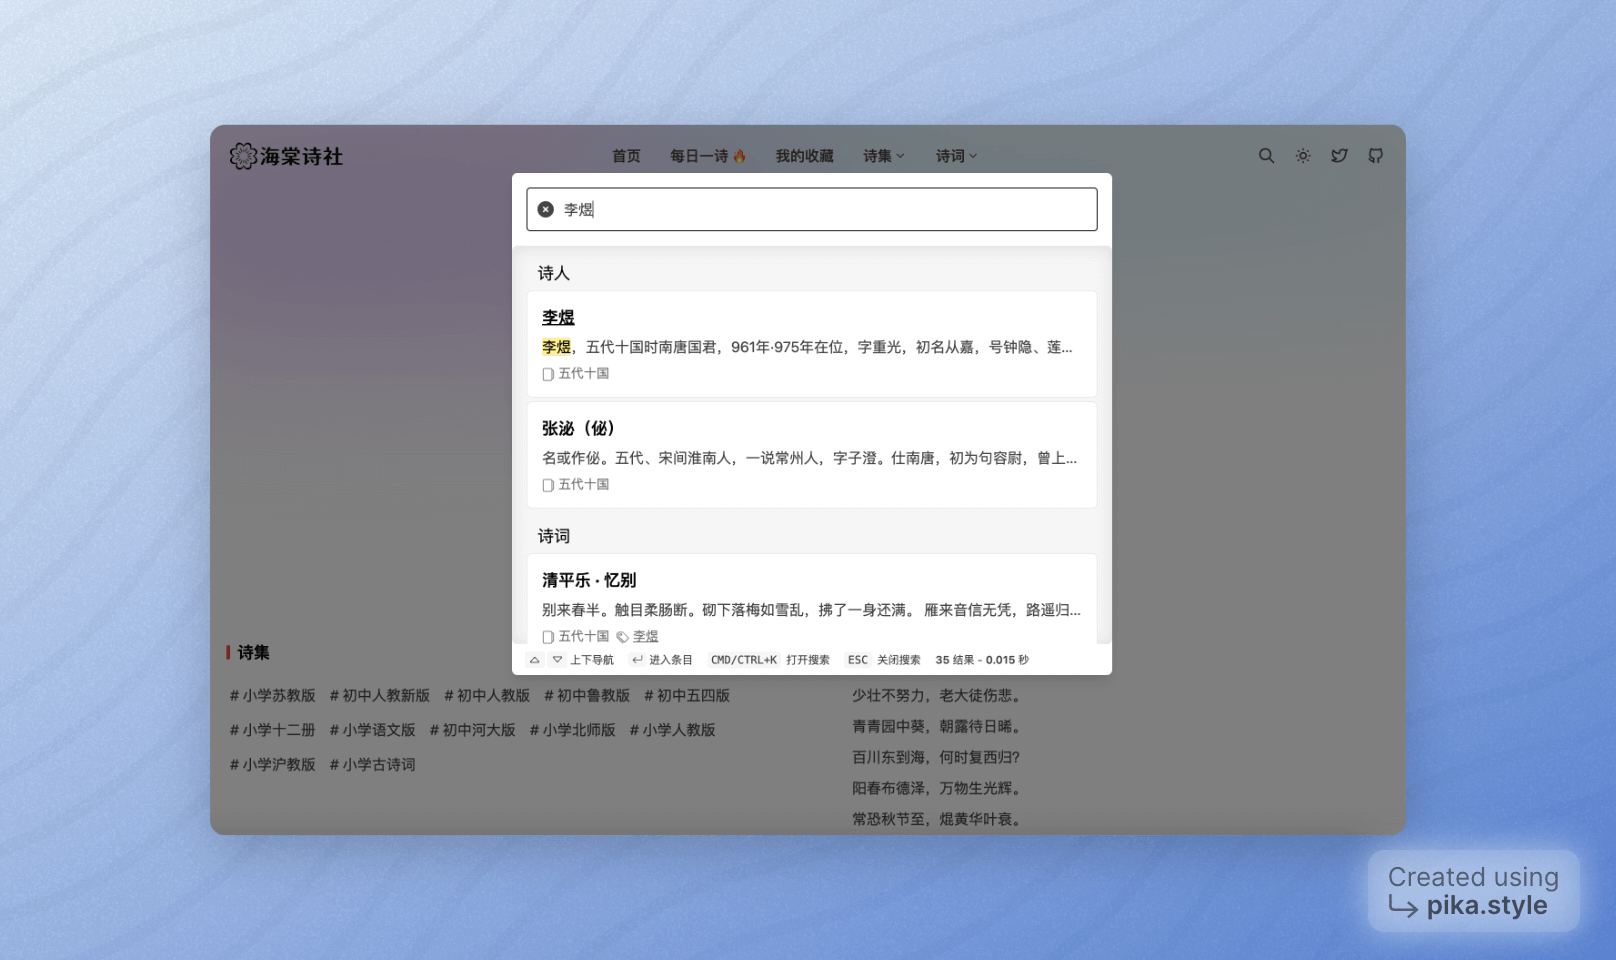 海棠诗社
首页 每日一诗🔥 我的收藏 诗集 诗词
李煜
诗人
李煜
李煜，五代十国时南唐国君，961年-975年在位，字重光，初名从嘉，号钟隐、莲...
五代十国
张泌（佖）
名或作佖。五代、宋间淮南人，一说常州人，字子澄。仕南唐，初为句容尉，曾上...
五代十国
诗词
清平乐·忆别
别来春半。触目柔肠断。砌下落梅如雪乱，拂了一身还满。 雁来音信无凭，路遥归...
五代十国 李煜
上下导航 进入条目 CMD/CTRL+K 打开搜索 ESC 关闭搜索 35 结果 - 0.015 秒
诗集
# 小学苏教版 # 初中人教新版 # 初中人教版 # 初中鲁教版 # 初中五四版
# 小学十二册 # 小学语文版 # 初中河大版 # 小学北师版 # 小学人教版
# 小学沪教版 # 小学古诗词
少壮不努力，老大徒伤悲。
青青园中葵，朝露待日晞。
百川东到海，何时复西归?
阳春布德泽，万物生光辉。
常恐秋节至，焜黄华叶衰。
Created using
pika.style